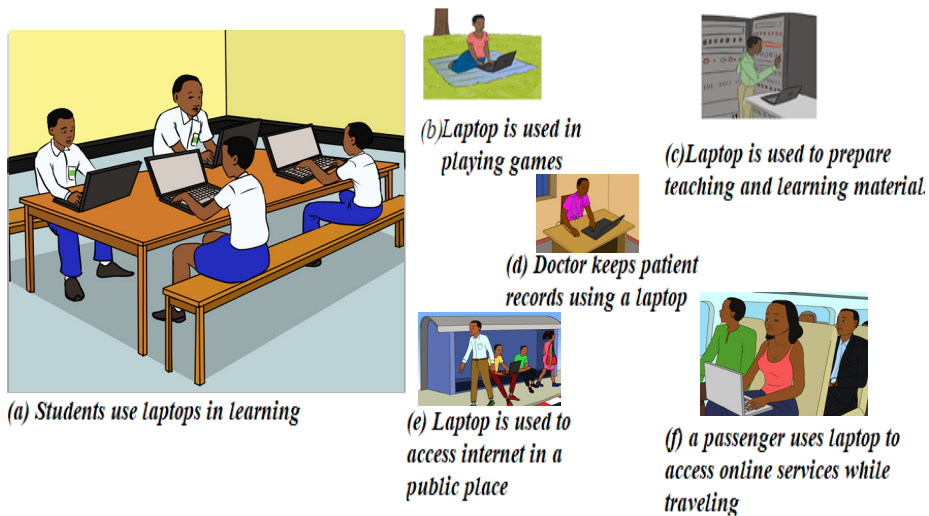 (a) Students use laptops in learning
(b)Laptop is used in
playing games
(c)Laptop is used to prepare
teaching and learning material.
(d) Doctor keeps patient
records using a laptop
(e) Laptop is used to
access internet in a
public place
(f) a passenger uses laptop to
access online services while
traveling